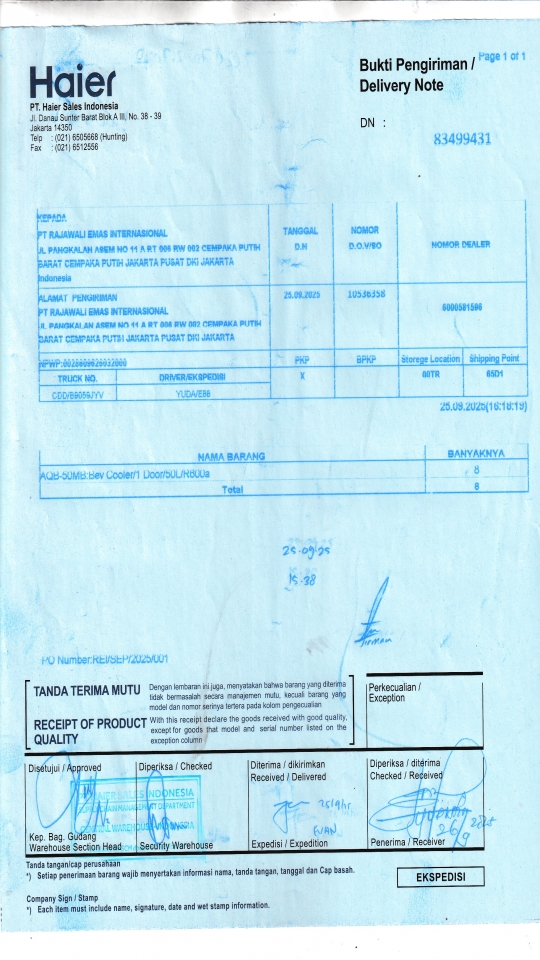 Haier
PT. Haier Sales Indonesia
Jl. Danau Sunter Barat Blok A III, No. 38 - 39
Jakarta 14350
Telp : (021) 6505668 (Hunting)
Fax : (021) 6512556
Bukti Pengiriman /
Delivery Note
Page 1 of 1
DN :
83499431
KEPADA
PT RAJAWALI EMAS INTERNASIONAL
JL PANGKALAN ASEM NO 11 A RT 006 RW 002 CEMPAKA PUTIH
BARAT CEMPAKA PUTIH JAKARTA PUSAT DKI JAKARTA
Indonesia
TANGGAL
D.N
NOMOR
D.O./SO
NOMOR DEALER
ALAMAT PENGIRIMAN
PT RAJAWALI EMAS INTERNASIONAL
JL PANGKALAN ASEM NO 11 A RT 006 RW 002 CEMPAKA PUTIH
BARAT CEMPAKA PUTIH JAKARTA PUSAT DKI JAKARTA
25.09.2025
10536358
PKP
BPKP
Storege Location
Shipping Point
TRUCK NO.
DRIVER/EKSPEDISI
X
YUDA/E88
25.09.2025(16:18:19)
NAMA BARANG
BANYAKNYA
AQB-50MB:Bev Cooler/1 Door/50L/R600a
8
Total
8
25-09-25
15.38
FIRMAN
PO Number:REI/SEP/2025/001
TANDA TERIMA MUTU
Dengan lembaran ini juga, menyatakan bahwa barang yang diterima
tidak bermasalah secara manajemen mutu, kecuali barang yang
model dan nomor serinya tertera pada kolom pengecualian
RECEIPT OF PRODUCT
QUALITY
With this receipt declare the goods received with good quality,
except for goods that model and serial number listed on the
exception column
Perkecualian /
Exception
Disetujui / Approved
Diperiksa / Checked
Diterima / dikirimkan
Received / Delivered
Diperiksa / diterima
Checked / Received
HAIER SALES INDONESIA
EVAN
26/9 2025
Kep. Bag. Gudang
Warehouse Section Head
Security Warehouse
Expedisi / Expedition
Penerima / Receiver
Tanda tangan/cap perusahaan
*) Setiap penerimaan barang wajib menyertakan informasi nama, tanda tangan, tanggal dan Cap basah.
EKSPEDISI
Company Sign / Stamp
*) Each item must include name, signature, date and wet stamp information.